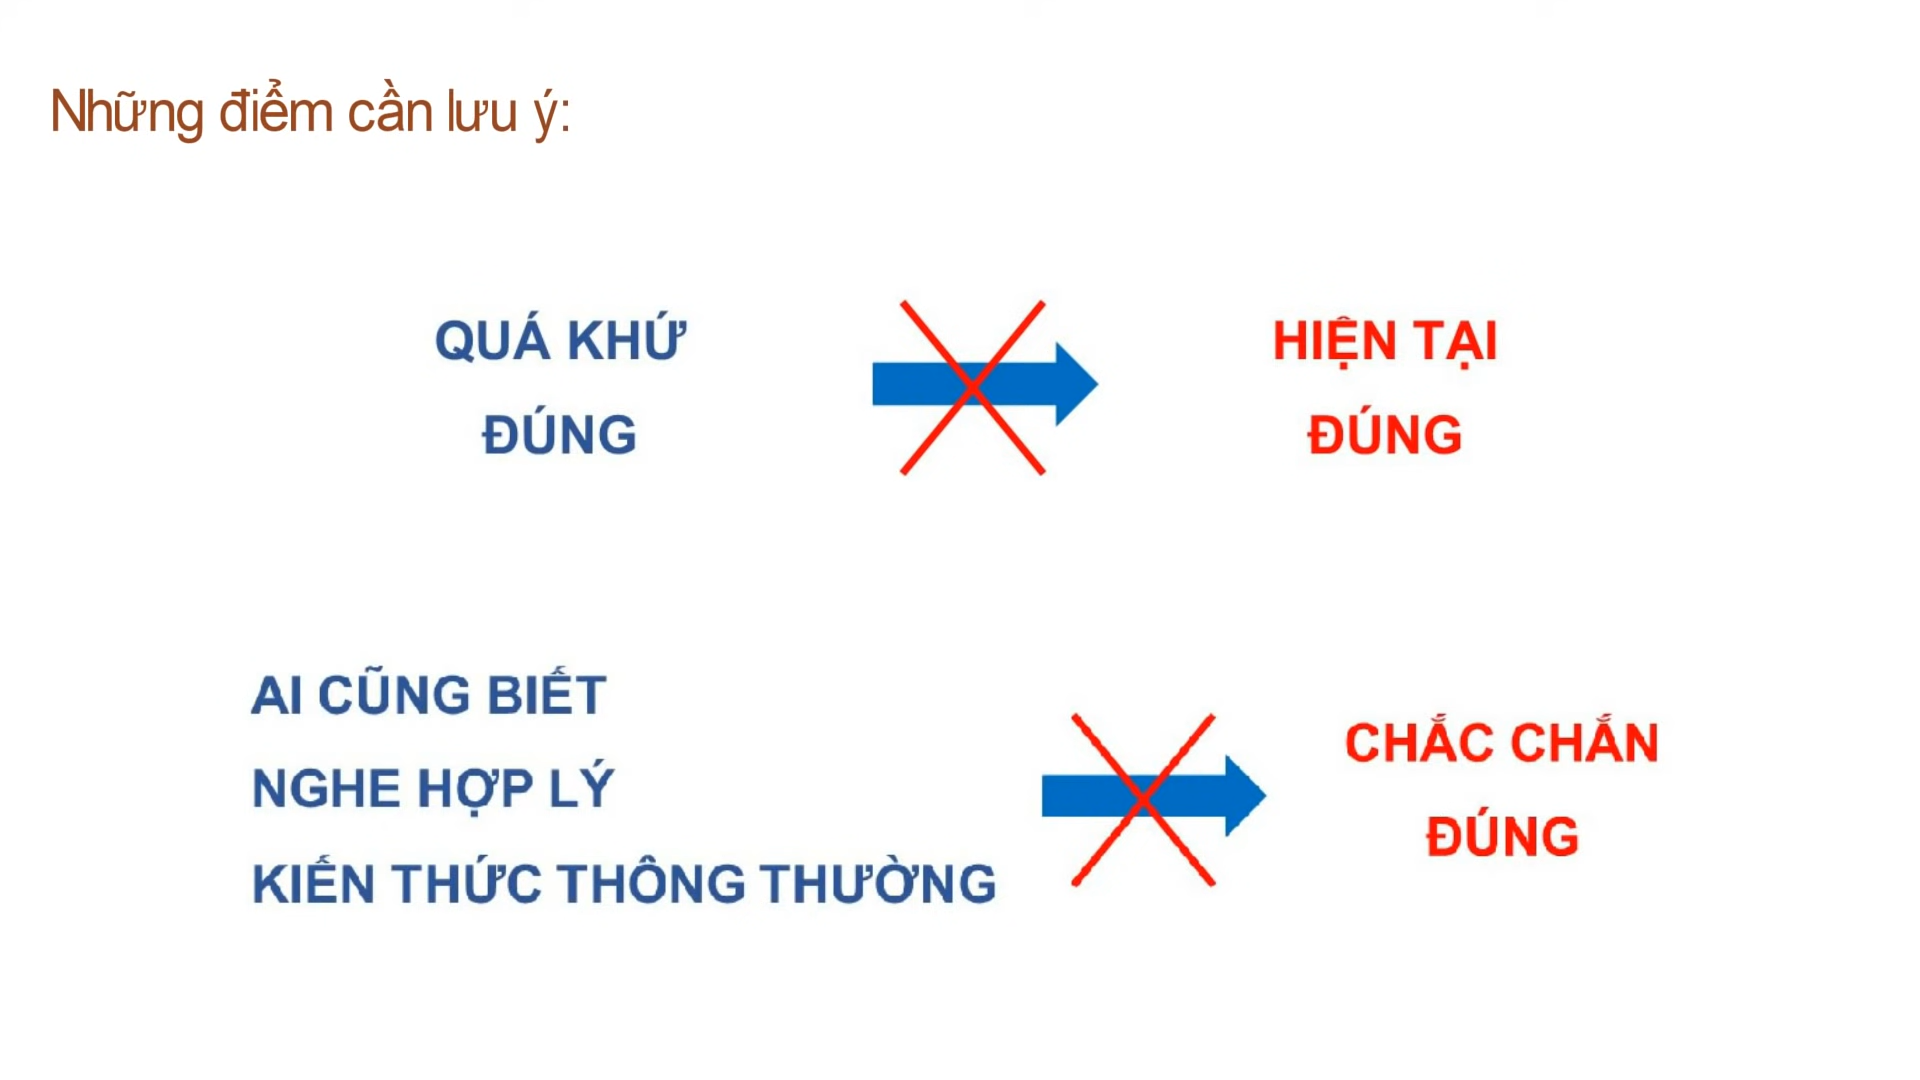 Những điểm cần lưu ý:
QUÁ KHỨ
ĐÚNG
HIỆN TẠI
ĐÚNG
AI CŨNG BIẾT
NGHE HỢP LÝ
KIẾN THỨC THÔNG THƯỜNG
CHẮC CHẮN
ĐÚNG